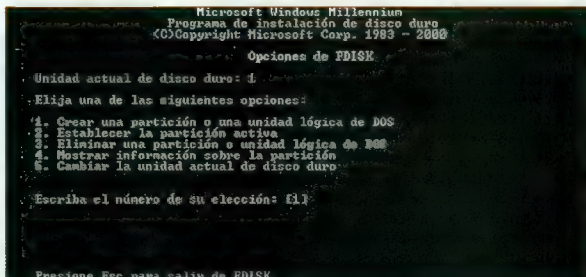 Microsoft Windows Millennium
Programa de instalación de disco duro
(C)Copyright Microsoft Corp. 1983 - 2000
Opciones de FDISK
Unidad actual de disco duro: 1
Elija una de las siguientes opciones:
1. Crear una partición o una unidad lógica de DOS
2. Establecer la partición activa
3. Eliminar una partición o unidad lógica de DOS
4. Mostrar información sobre la partición
5. Cambiar la unidad actual de disco duro
Escriba el número de su elección: [1]
Presione Esc para salir de FDISK